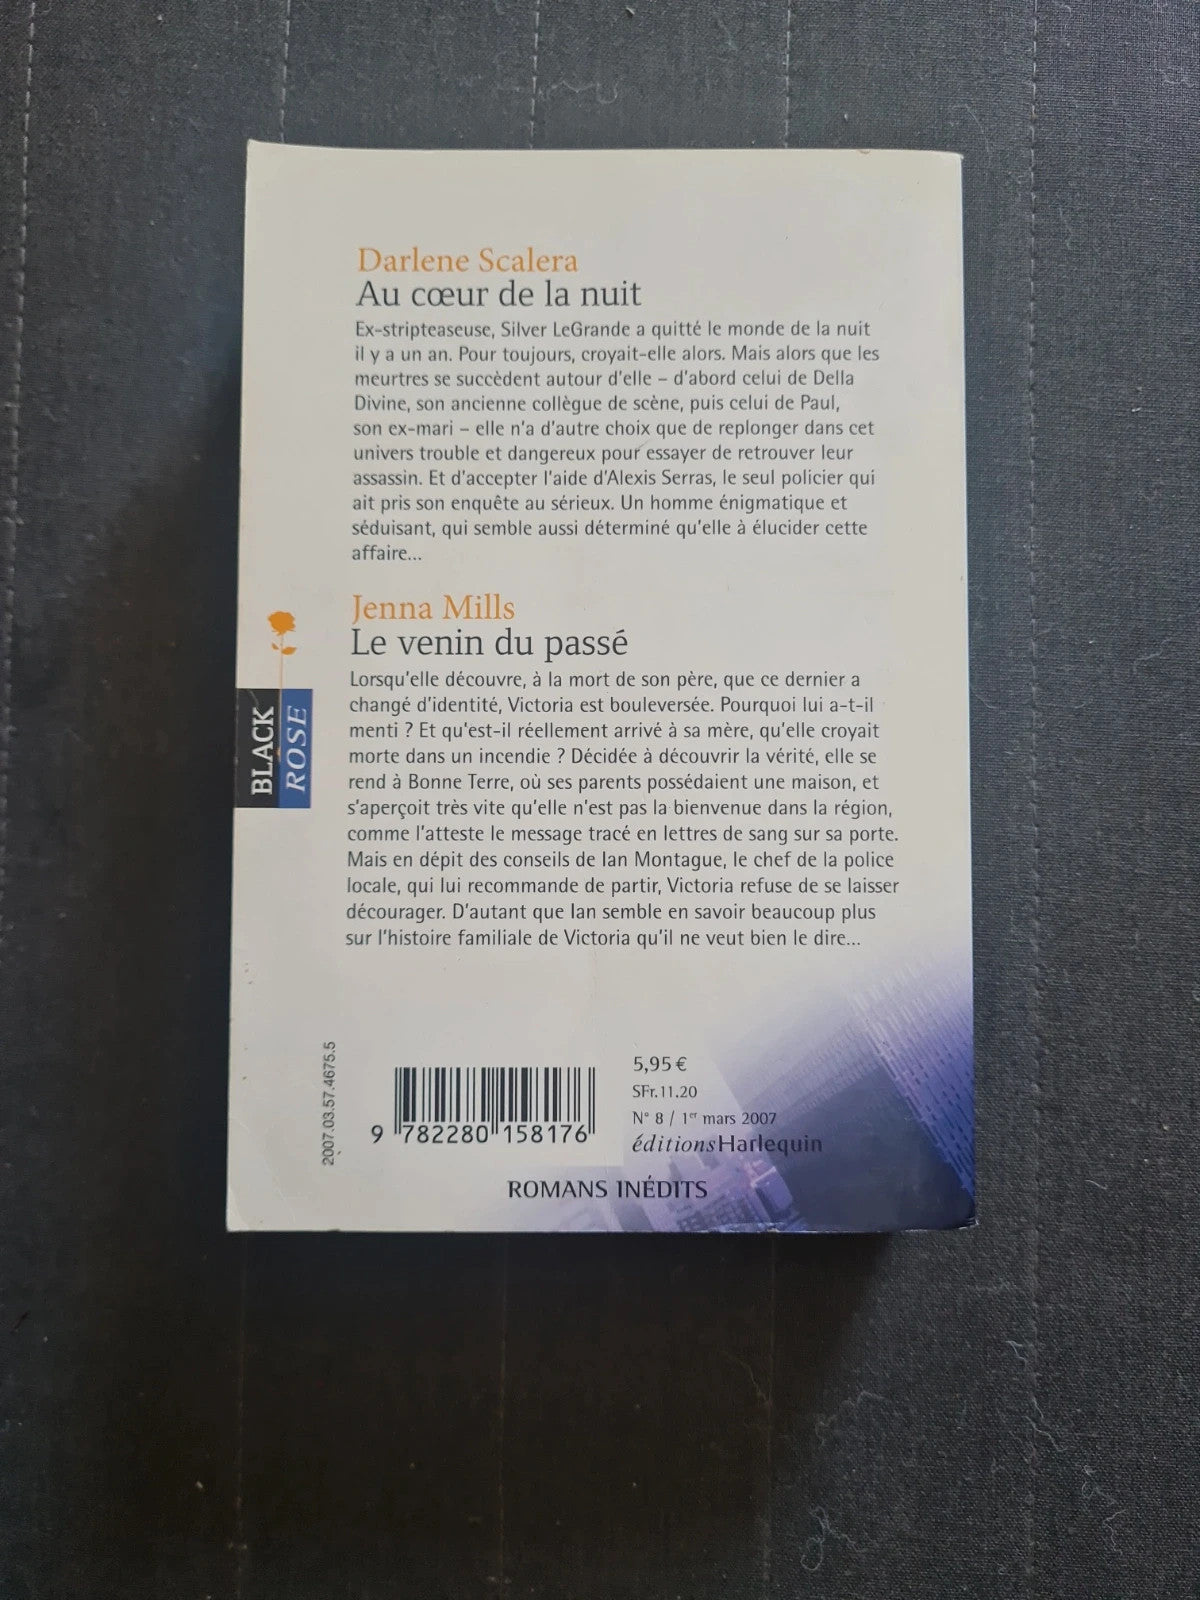 Darlene Scalera
Au cœur de la nuit
Ex-stripteaseuse, Silver LeGrande a quitté le monde de la nuit
il y a un an. Pour toujours, croyait-elle alors. Mais alors que les
meurtres se succèdent autour d'elle – d'abord celui de Della
Divine, son ancienne collègue de scène, puis celui de Paul,
son ex-mari – elle n'a d'autre choix que de replonger dans cet
univers trouble et dangereux pour essayer de retrouver leur
assassin. Et d'accepter l'aide d'Alexis Serras, le seul policier qui
ait pris son enquête au sérieux. Un homme énigmatique et
séduisant, qui semble aussi déterminé qu'elle à élucider cette
affaire...
Jenna Mills
Le venin du passé
Lorsqu'elle découvre, à la mort de son père, que ce dernier a
changé d'identité, Victoria est bouleversée. Pourquoi lui a-t-il
menti ? Et qu'est-il réellement arrivé à sa mère, qu'elle croyait
morte dans un incendie ? Décidée à découvrir la vérité, elle se
rend à Bonne Terre, où ses parents possédaient une maison, et
s'aperçoit très vite qu'elle n'est pas la bienvenue dans la région,
comme l'atteste le message tracé en lettres de sang sur sa porte.
Mais en dépit des conseils de Ian Montague, le chef de la police
locale, qui lui recommande de partir, Victoria refuse de se laisser
décourager. D'autant que Ian semble en savoir beaucoup plus
sur l'histoire familiale de Victoria qu'il ne veut bien le dire...
BLACK
ROSE
2007.03.57.4675.5
9 782280 158176
5,95 €
SFr.11.20
N° 8 / 1er mars 2007
éditionsHarlequin
ROMANS INÉDITS